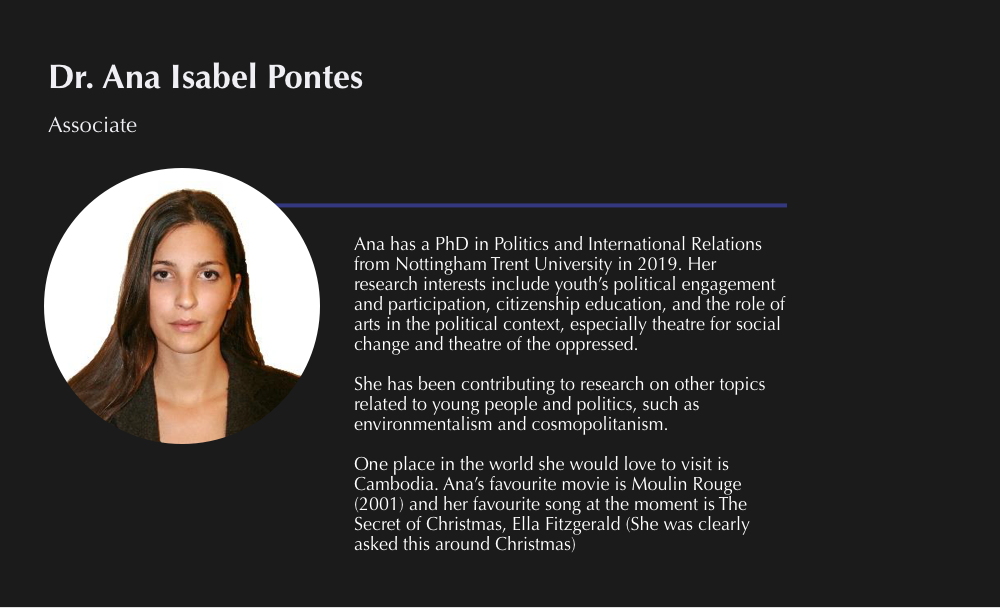 Dr. Ana Isabel Pontes
Associate
Ana has a PhD in Politics and International Relations
from Nottingham Trent University in 2019. Her
research interests include youth’s political engagement
and participation, citizenship education, and the role of
arts in the political context, especially theatre for social
change and theatre of the oppressed.
She has been contributing to research on other topics
related to young people and politics, such as
environmentalism and cosmopolitanism.
One place in the world she would love to visit is
Cambodia. Ana’s favourite movie is Moulin Rouge
(2001) and her favourite song at the moment is The
Secret of Christmas, Ella Fitzgerald (She was clearly
asked this around Christmas)